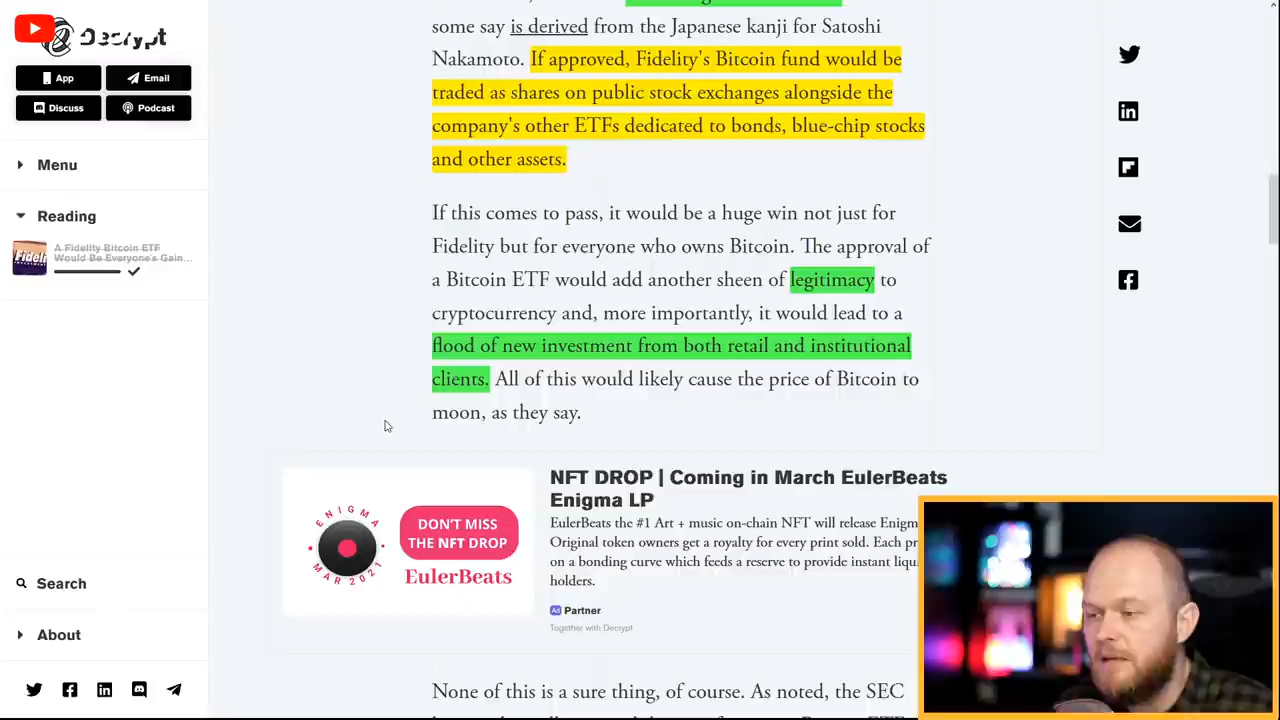 Decrypt
App
Email
Discuss
Podcast
Menu
Reading
A Fidelity Bitcoin ETF
Would Be Everyone's Gain...
Search
About
some say is derived from the Japanese kanji for Satoshi
Nakamoto. If approved, Fidelity's Bitcoin fund would be
traded as shares on public stock exchanges alongside the
company's other ETFs dedicated to bonds, blue-chip stocks
and other assets.
If this comes to pass, it would be a huge win not just for
Fidelity but for everyone who owns Bitcoin. The approval of
a Bitcoin ETF would add another sheen of legitimacy to
cryptocurrency and, more importantly, it would lead to a
flood of new investment from both retail and institutional
clients. All of this would likely cause the price of Bitcoin to
moon, as they say.
ENIGMA
MAR 2021
DON'T MISS
THE NFT DROP
EulerBeats
NFT DROP | Coming in March EulerBeats
Enigma LP
EulerBeats the #1 Art + music on-chain NFT will release Enigm
Original token owners get a royalty for every print sold. Each pr
on a bonding curve which feeds a reserve to provide instant liqu
holders.
Ad Partner
Together with Decrypt
None of this is a sure thing, of course. As noted, the SEC